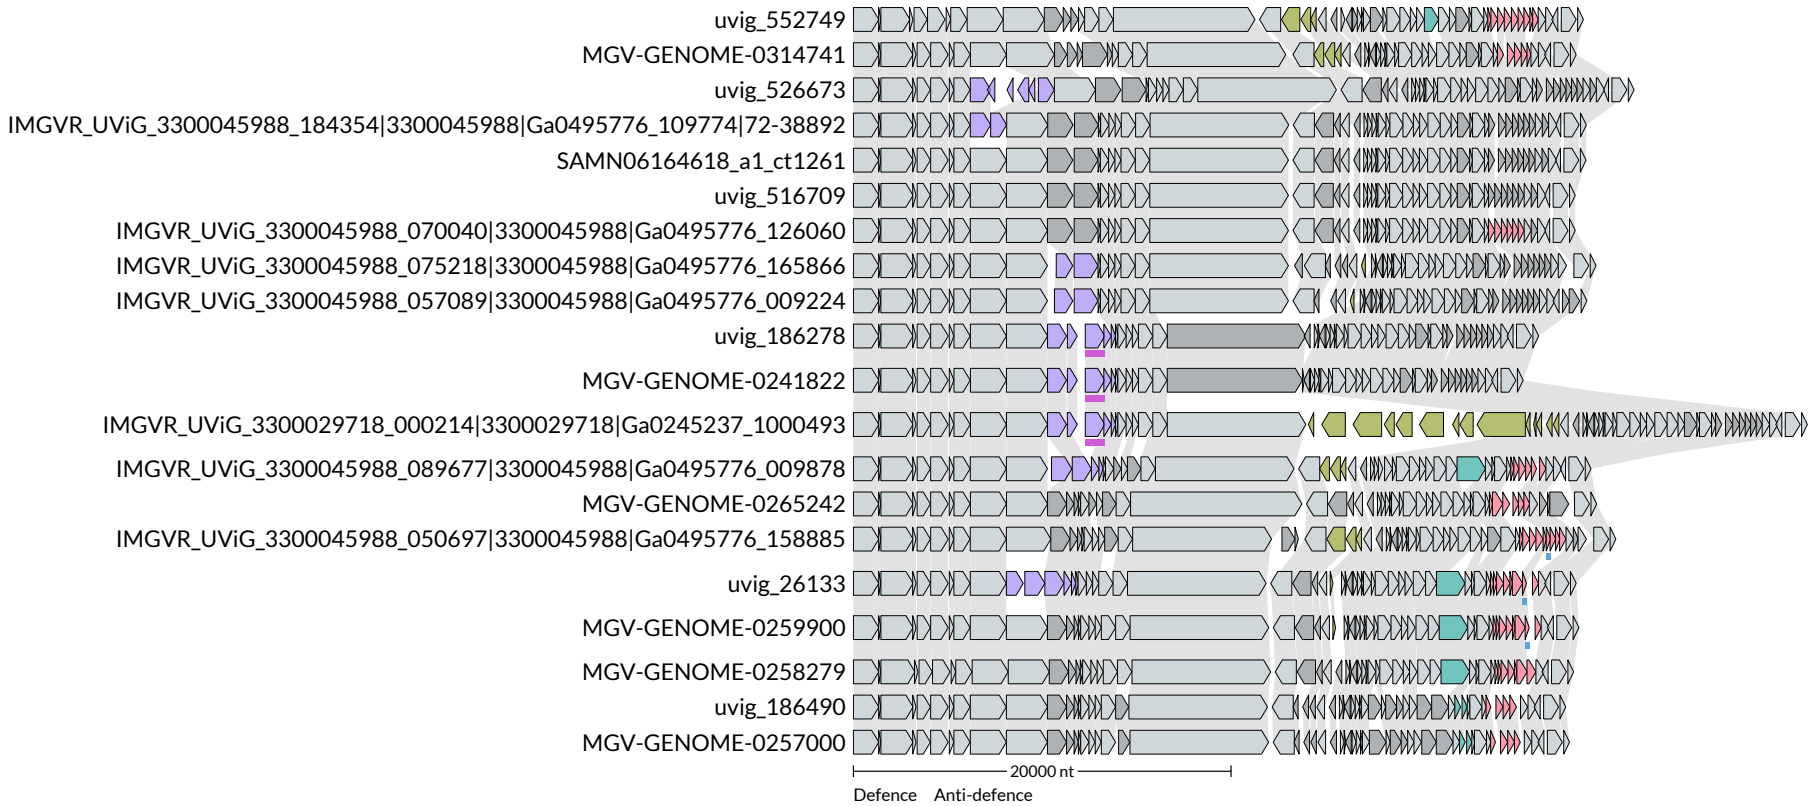 uvig_552749
MGV-GENOME-0314741
uvig_526673
IMGVR_UViG_3300045988_184354|3300045988|Ga0495776_109774|72-38892
SAMN06164618_a1_ct1261
uvig_516709
IMGVR_UViG_3300045988_070040|3300045988|Ga0495776_126060
IMGVR_UViG_3300045988_075218|3300045988|Ga0495776_165866
IMGVR_UViG_3300045988_057089|3300045988|Ga0495776_009224
uvig_186278
MGV-GENOME-0241822
IMGVR_UViG_3300029718_000214|3300029718|Ga0245237_1000493
IMGVR_UViG_3300045988_089677|3300045988|Ga0495776_009878
MGV-GENOME-0265242
IMGVR_UViG_3300045988_050697|3300045988|Ga0495776_158885
uvig_26133
MGV-GENOME-0259900
MGV-GENOME-0258279
uvig_186490
MGV-GENOME-0257000
20000 nt
Defence Anti-defence